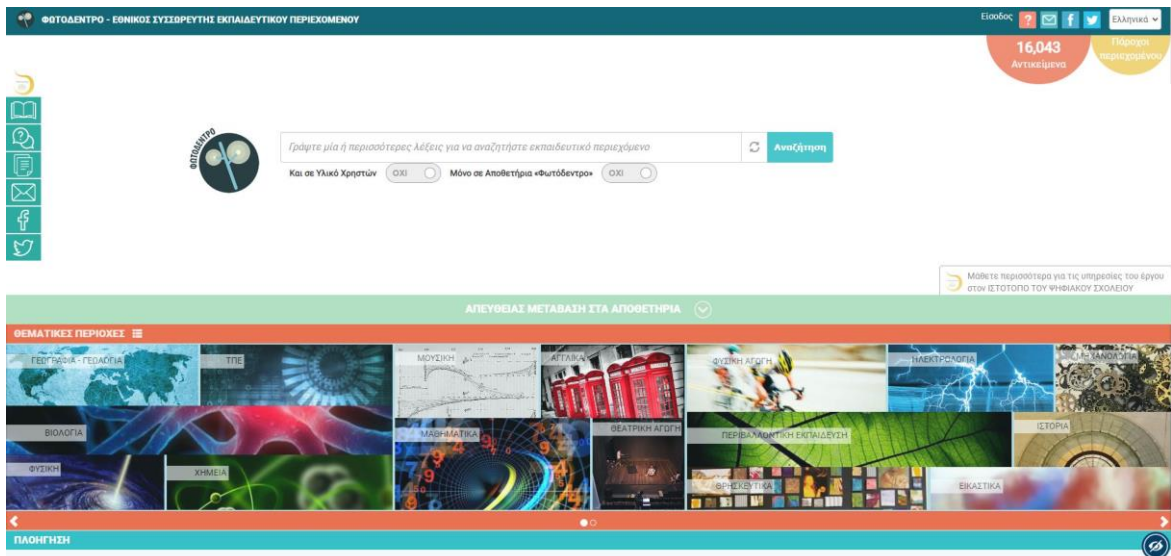 ΦΩΤΟΔΕΝΤΡΟ - ΕΘΝΙΚΟΣ ΣΥΣΣΩΡΕΥΤΗΣ ΕΚΠΑΙΔΕΥΤΙΚΟΥ ΠΕΡΙΕΧΟΜΕΝΟΥ
Είσοδος ? Ελληνικά
16,043
Αντικείμενα
Πάροχοι
περιεχομένου
ΦΩΤΟΔΕΝΤΡΟ
Γράψτε μία ή περισσότερες λέξεις για να αναζητήστε εκπαιδευτικό περιεχόμενο
Αναζήτηση
Και σε Υλικό Χρηστών ΟΧΙ Μόνο σε Αποθετήρια «Φωτόδεντρο» ΟΧΙ
Μάθετε περισσότερα για τις υπηρεσίες του έργου
στον ΙΣΤΟΤΟΠΟ ΤΟΥ ΨΗΦΙΑΚΟΥ ΣΧΟΛΕΙΟΥ
ΑΠΕΥΘΕΙΑΣ ΜΕΤΑΒΑΣΗ ΣΤΑ ΑΠΟΘΕΤΗΡΙΑ
ΘΕΜΑΤΙΚΕΣ ΠΕΡΙΟΧΕΣ
ΓΕΩΓΡΑΦΙΑ - ΓΕΩΛΟΓΙΑ
ΤΠΕ
ΜΟΥΣΙΚΗ
ΑΓΓΛΙΚΑ
ΦΥΣΙΚΗ ΑΓΩΓΗ
ΗΛΕΚΤΡΟΛΟΓΙΑ
ΜΗΧΑΝΟΛΟΓΙΑ
ΒΙΟΛΟΓΙΑ
ΜΑΘΗΜΑΤΙΚΑ
ΘΕΑΤΡΙΚΗ ΑΓΩΓΗ
ΠΕΡΙΒΑΛΛΟΝΤΙΚΗ ΕΚΠΑΙΔΕΥΣΗ
ΙΣΤΟΡΙΑ
ΦΥΣΙΚΗ
ΧΗΜΕΙΑ
ΘΡΗΣΚΕΥΤΙΚΑ
ΕΙΚΑΣΤΙΚΑ
ΠΛΟΗΓΗΣΗ